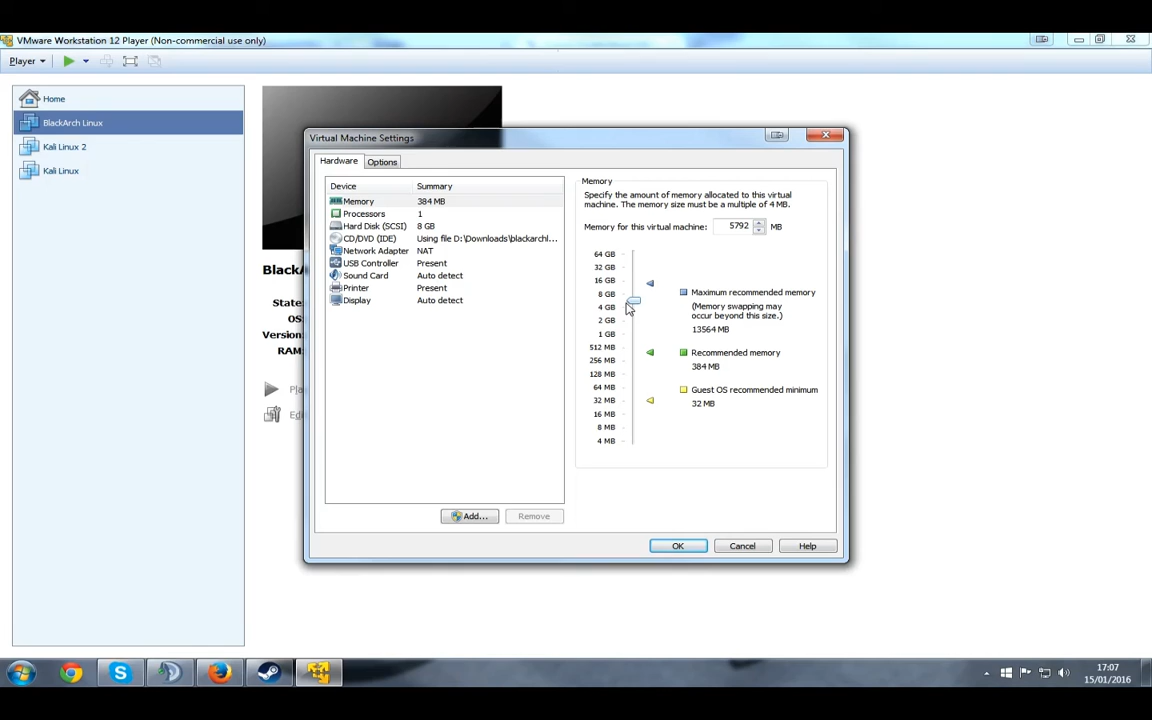 VMware Workstation 12 Player (Non-commercial use only)
Player
Home
BlackArch Linux
Kali Linux 2
Kali Linux
BlackA
State:
OS:
Version:
RAM:
Pla
Edi
Virtual Machine Settings
Hardware
Options
Device Summary
Memory 384 MB
Processors 1
Hard Disk (SCSI) 8 GB
CD/DVD (IDE) Using file D:\Downloads\blackarchl...
Network Adapter NAT
USB Controller Present
Sound Card Auto detect
Printer Present
Display Auto detect
Add...
Remove
Memory
Specify the amount of memory allocated to this virtual
machine. The memory size must be a multiple of 4 MB.
Memory for this virtual machine: 5792 MB
64 GB
32 GB
16 GB
8 GB
4 GB
2 GB
1 GB
512 MB
256 MB
128 MB
64 MB
32 MB
16 MB
8 MB
4 MB
Maximum recommended memory
(Memory swapping may
occur beyond this size.)
13564 MB
Recommended memory
384 MB
Guest OS recommended minimum
32 MB
OK
Cancel
Help
17:07
15/01/2016